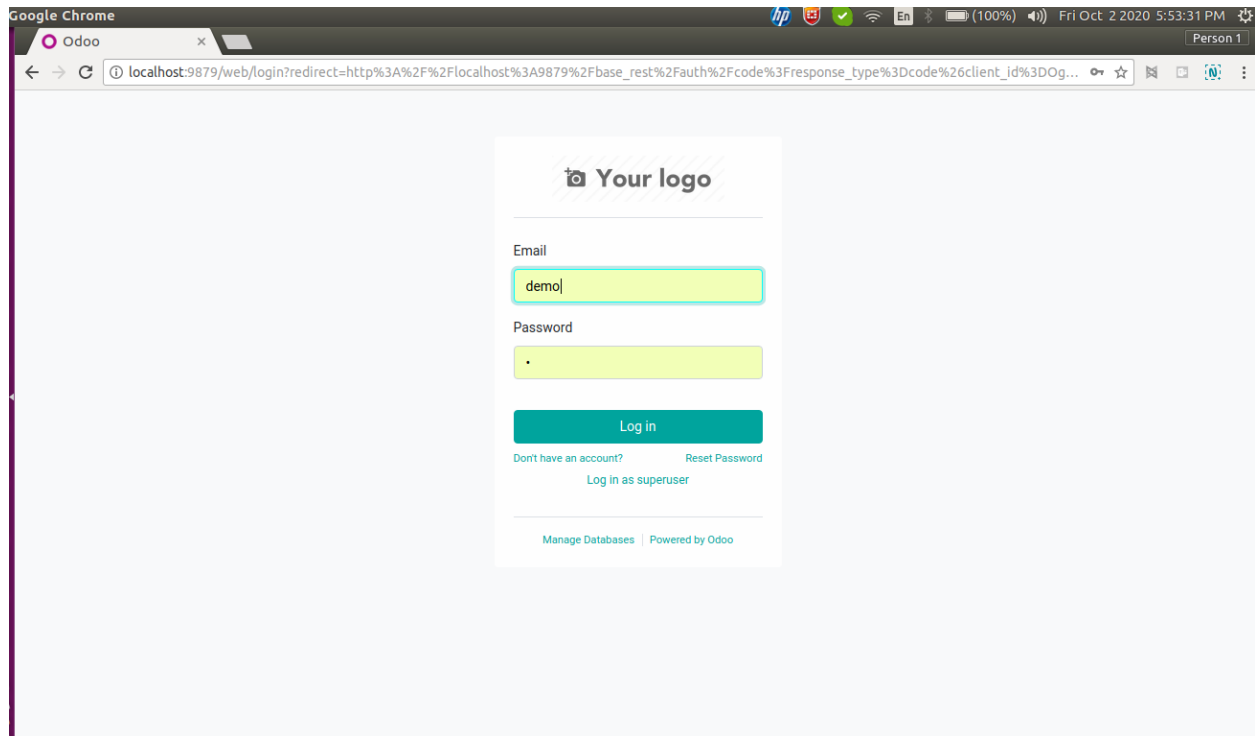 Google Chrome
hp En (100%) Fri Oct 2 2020 5:53:31 PM
Odoo × Person 1
localhost:9879/web/login?redirect=http%3A%2F%2Flocalhost%3A9879%2Fbase_rest%2Fauth%2Fcode%3Fresponse_type%3Dcode%26client_id%3DOg... N
Your logo
Email
demo
Password
Log in
Don't have an account? Reset Password
Log in as superuser
Manage Databases | Powered by Odoo